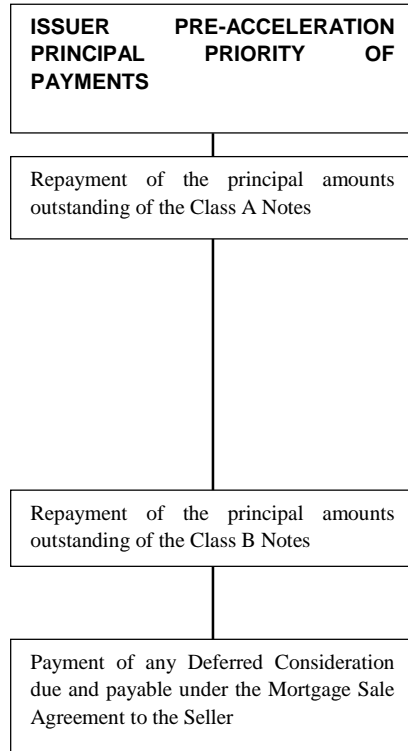 ISSUER PRE-ACCELERATION
PRINCIPAL PRIORITY OF
PAYMENTS
Repayment of the principal amounts
outstanding of the Class A Notes
Repayment of the principal amounts
outstanding of the Class B Notes
Payment of any Deferred Consideration
due and payable under the Mortgage Sale
Agreement to the Seller